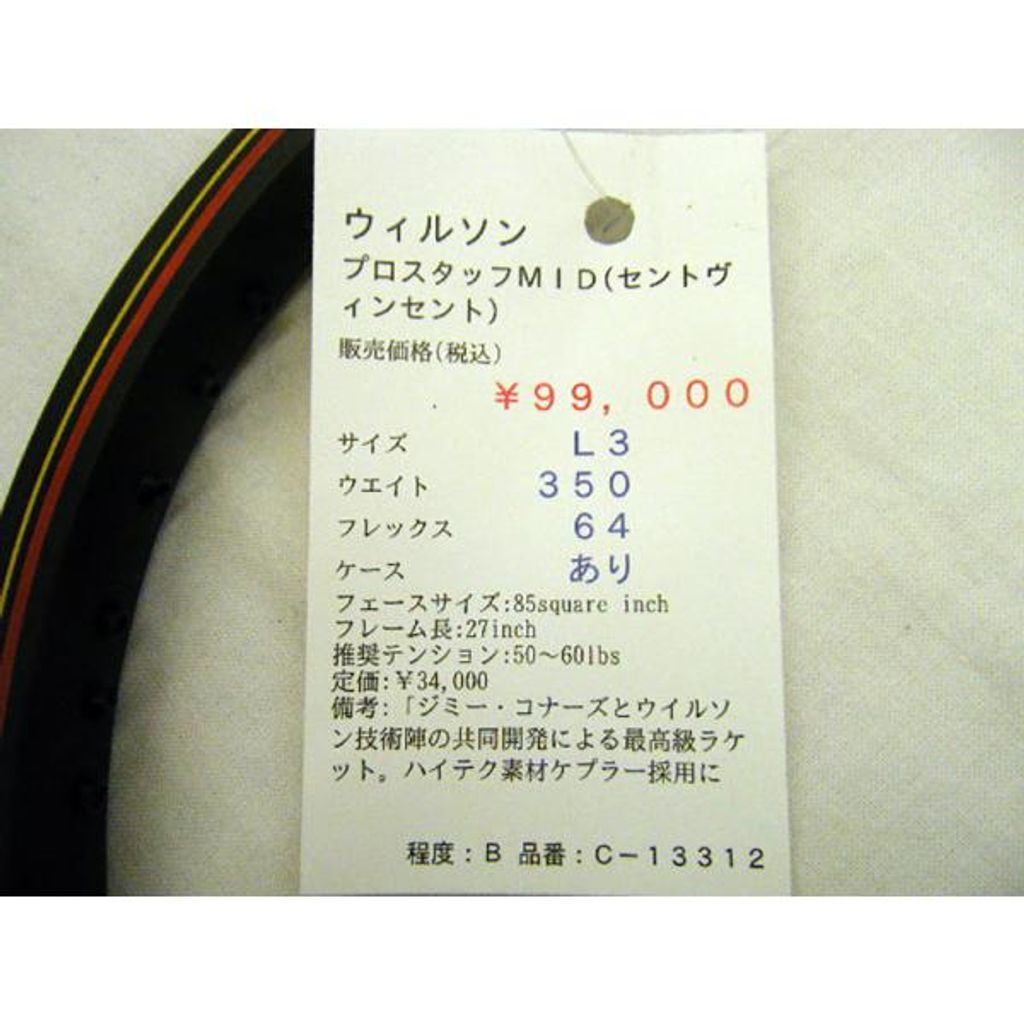 ウィルソン
プロスタッフMID(セントヴ
ィンセント)
販売価格(税込)
¥99,000
サイズ L3
ウエイト 350
フレックス 64
ケース あり
フェースサイズ:85square inch
フレーム長:27inch
推奨テンション:50〜60lbs
定価:¥34,000
備考:「ジミー・コナーズとウイルソ
ン技術陣の共同開発による最高級ラケ
ット。ハイテク素材ケプラー採用に
程度:B 品番:C−13312